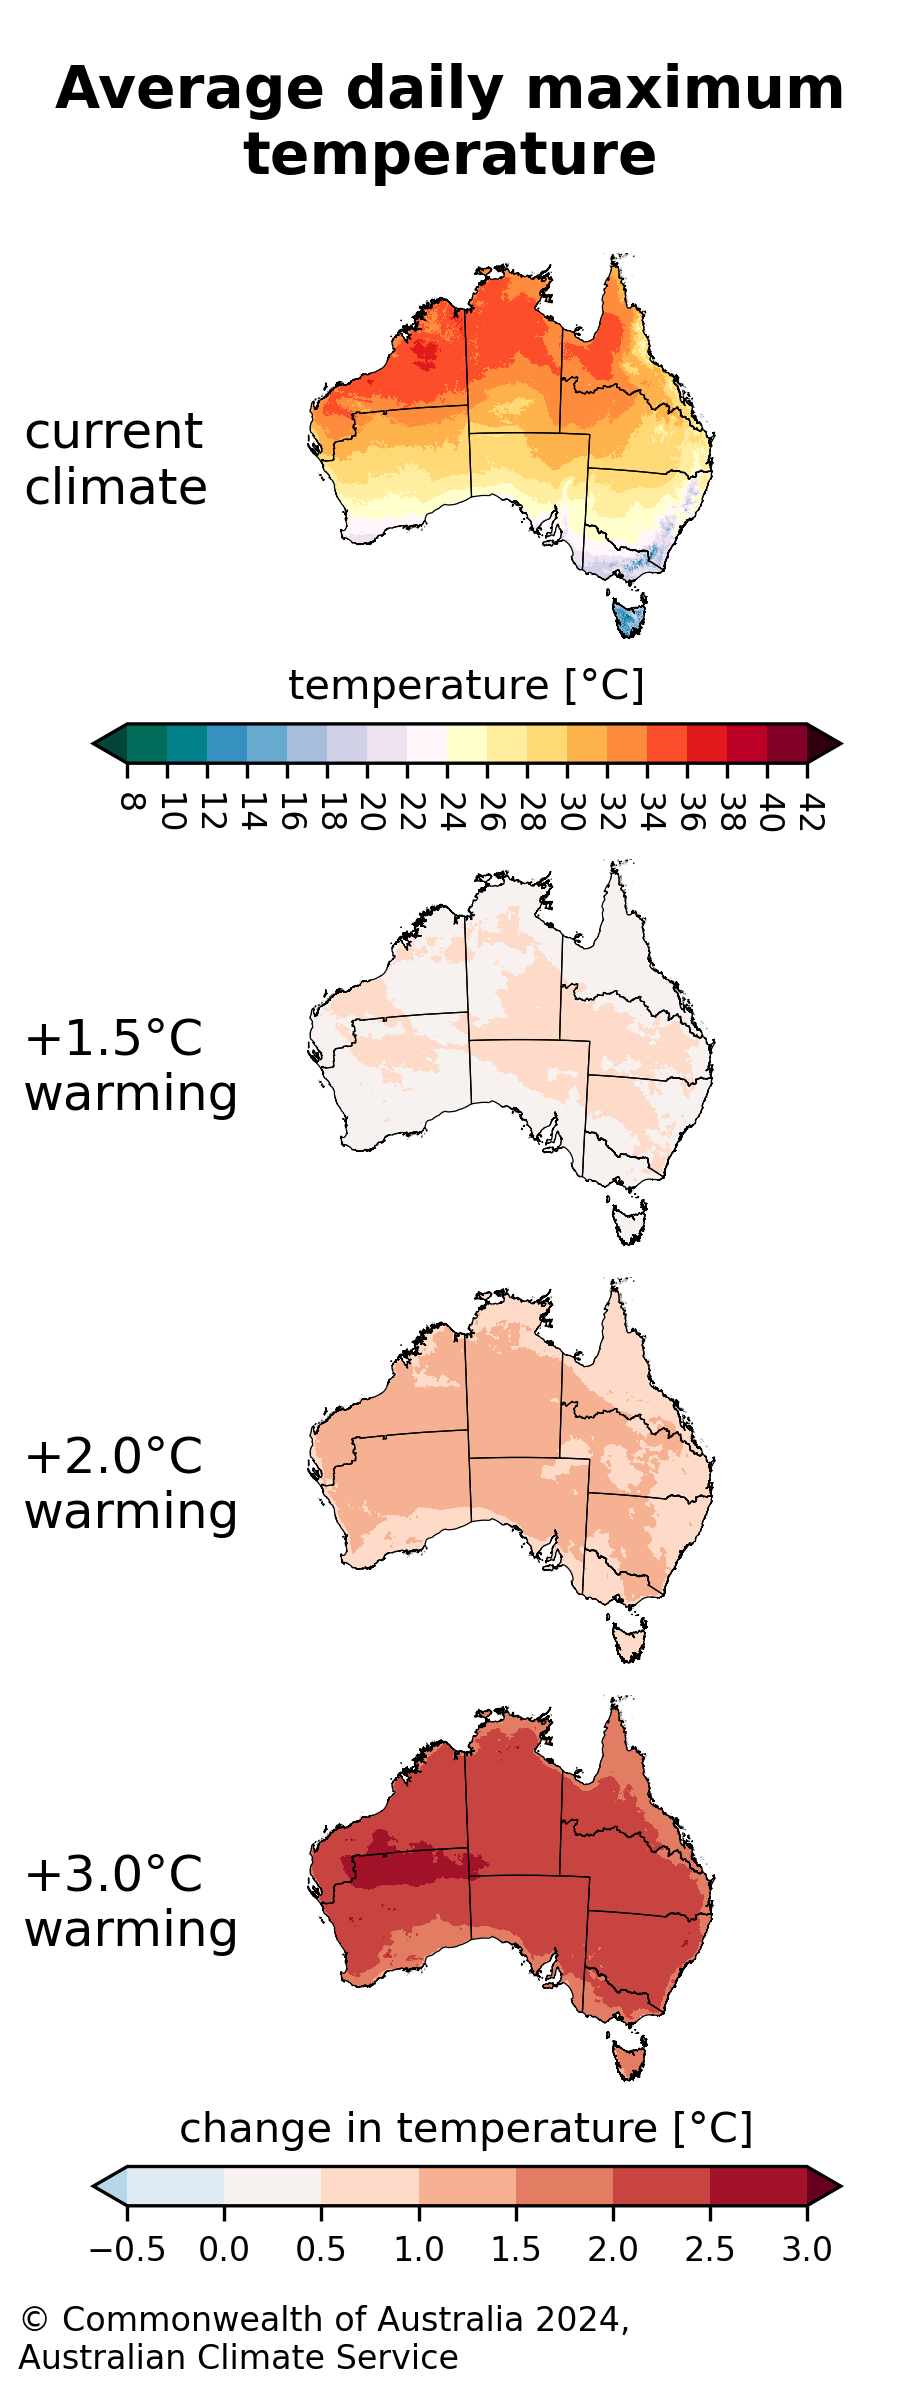 Average daily maximum
temperature
current
climate
temperature [°C]
8 10 12 14 16 18 20 22 24 26 28 30 32 34 36 38 40 42
+1.5°C
warming
+2.0°C
warming
+3.0°C
warming
change in temperature [°C]
−0.5 0.0 0.5 1.0 1.5 2.0 2.5 3.0
© Commonwealth of Australia 2024,
Australian Climate Service